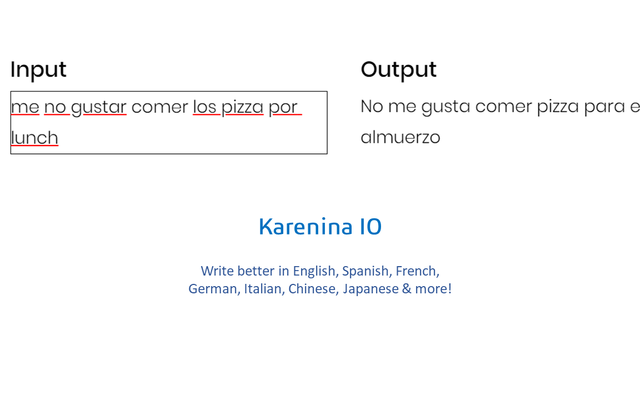 Input
Output
me no gustar comer los pizza por
lunch
No me gusta comer pizza para e
almuerzo
Karenina IO
Write better in English, Spanish, French,
German, Italian, Chinese, Japanese & more!